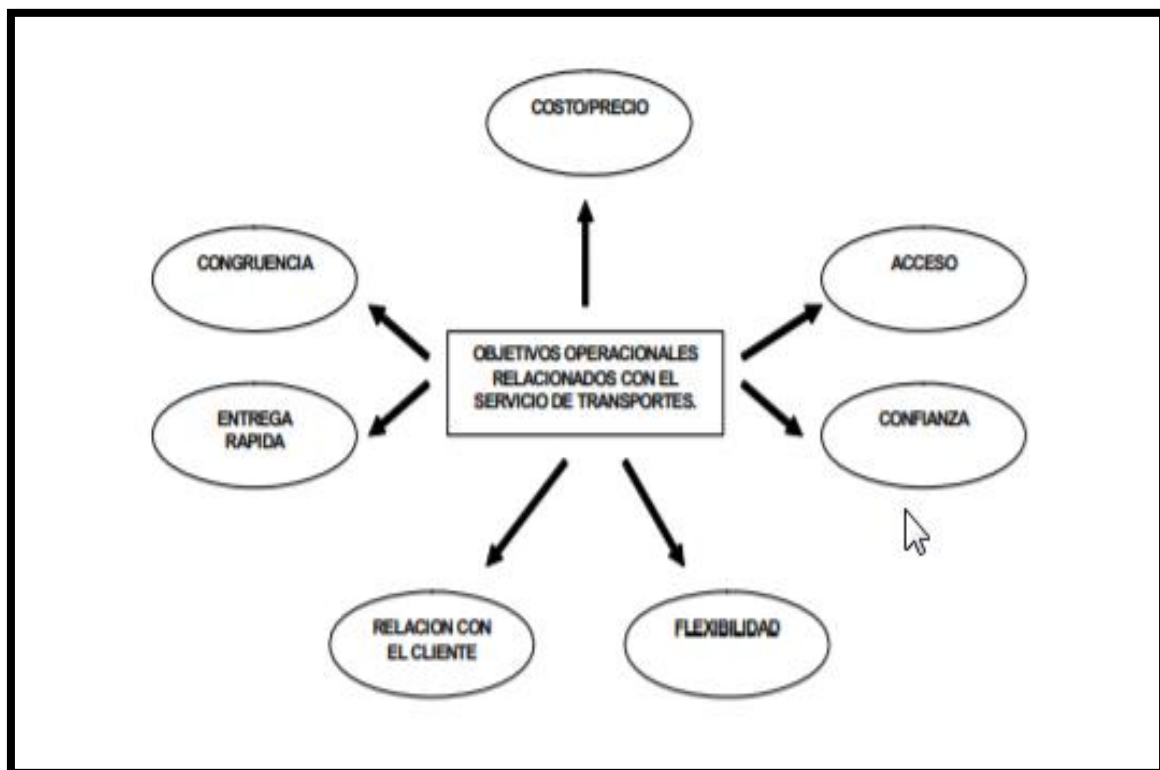 COSTO/PRECIO
CONGRUENCIA
ACCESO
OBJETIVOS OPERACIONALES
RELACIONADOS CON EL
SERVICIO DE TRANSPORTES.
ENTREGA
RAPIDA
CONFIANZA
RELACION CON
EL CLIENTE
FLEXIBILIDAD